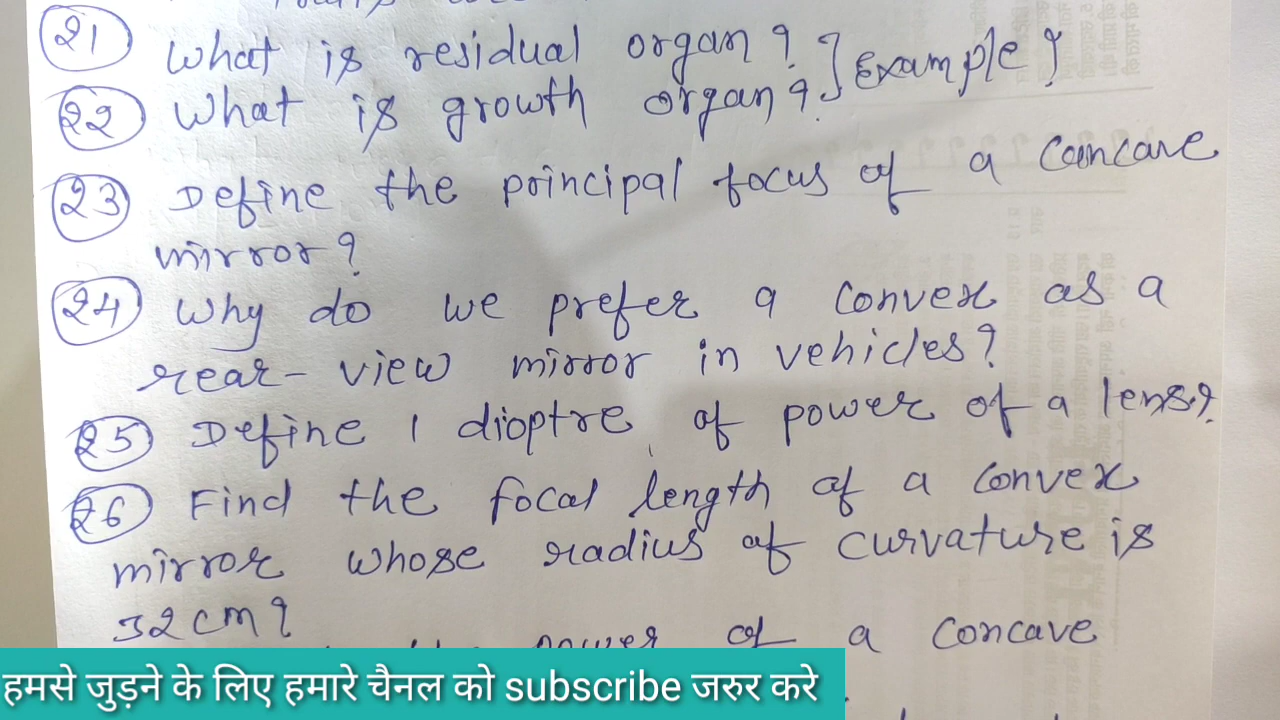 21 What is residual organ? ] Example?
22 What is growth organ?
23 Define the principal focus of a concave
mirror?
24 Why do we prefer a convex as a
rear-view mirror in vehicles?
25 Define 1 dioptre of power of a lens?
26 Find the focal length of a convex
mirror whose radius of curvature is
32cm?
power of a concave
हमसे जुड़ने के लिए हमारे चैनल को subscribe जरुर करे